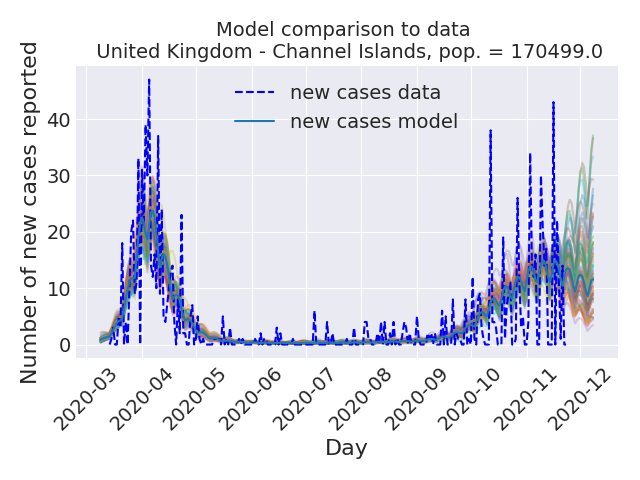 Model comparison to data
United Kingdom - Channel Islands, pop. = 170499.0
Number of new cases reported
40
30
20
10
0
new cases data
new cases model
2020-03
2020-04
2020-05
2020-06
2020-07
2020-08
2020-09
2020-10
2020-11
2020-12
Day